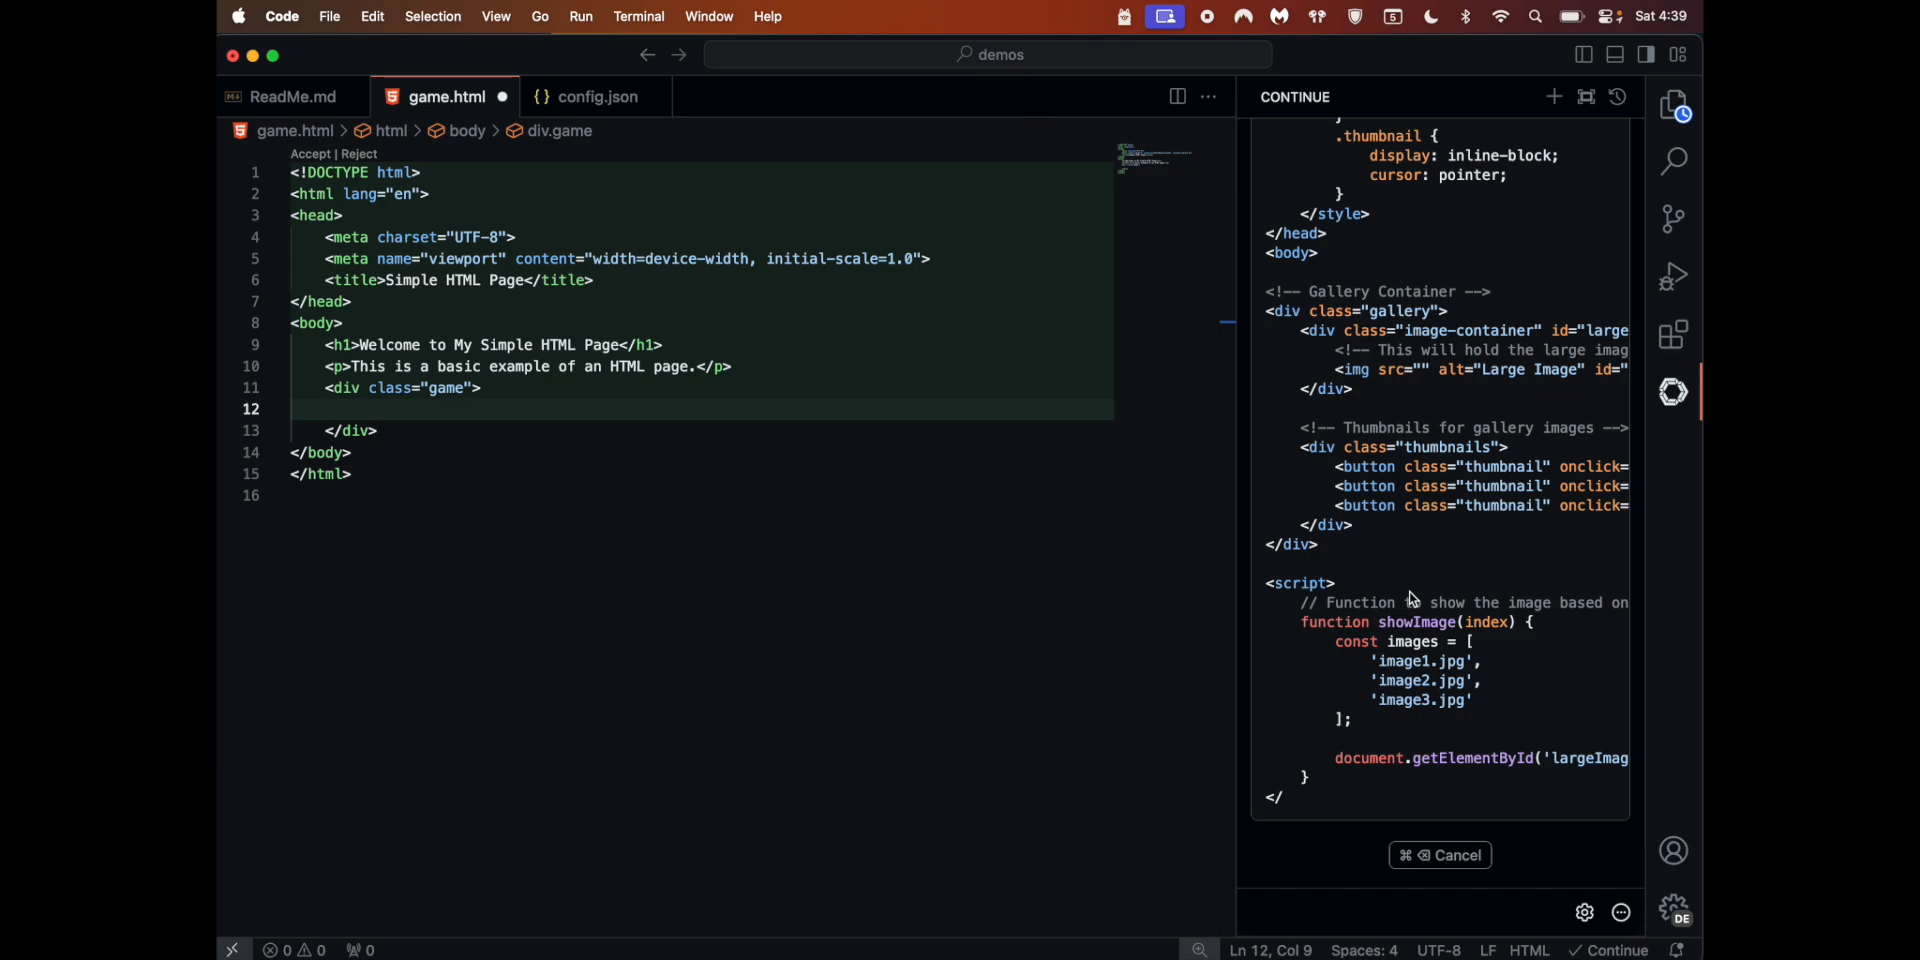 Code File Edit Selection View Go Run Terminal Window Help
5
Sat 4:39
demos
ReadMe.md
game.html
{} config.json
game.html > html > body > div.game
Accept | Reject
1 <!DOCTYPE html>
2 <html lang="en">
3 <head>
4 <meta charset="UTF-8">
5 <meta name="viewport" content="width=device-width, initial-scale=1.0">
6 <title>Simple HTML Page</title>
7 </head>
8 <body>
9 <h1>Welcome to My Simple HTML Page</h1>
10 <p>This is a basic example of an HTML page.</p>
11 <div class="game">
12
13 </div>
14 </body>
15 </html>
16
CONTINUE
}
.thumbnail {
display: inline-block;
cursor: pointer;
}
</style>
</head>
<body>
<!-- Gallery Container -->
<div class="gallery">
<div class="image-container" id="large
<!-- This will hold the large imag
<img src="" alt="Large Image" id="
</div>
<!-- Thumbnails for gallery images -->
<div class="thumbnails">
<button class="thumbnail" onclick=
<button class="thumbnail" onclick=
<button class="thumbnail" onclick=
</div>
</div>
<script>
// Function to show the image based on
function showImage(index) {
const images = [
'image1.jpg',
'image2.jpg',
'image3.jpg'
];
document.getElementById('largeImag
}
</
⌘ ⌫ Cancel
DE
0 0 0
Ln 12, Col 9 Spaces: 4 UTF-8 LF HTML ✓ Continue